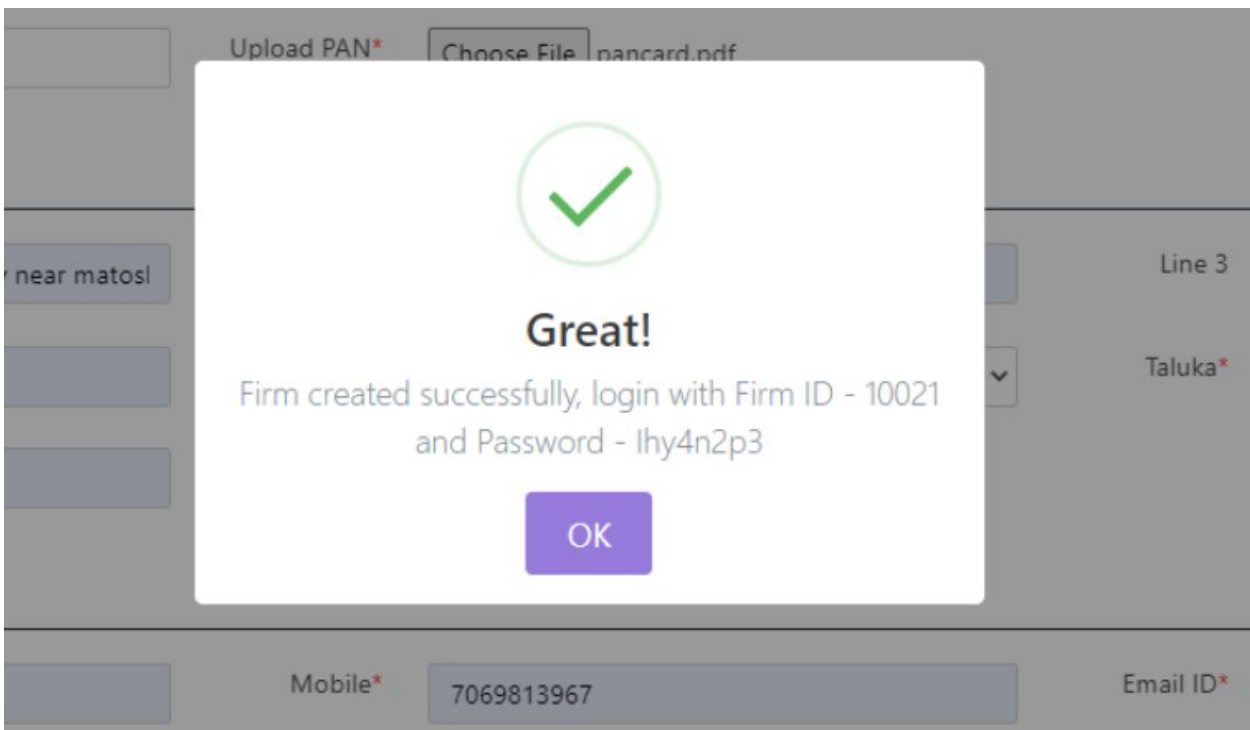 Upload PAN* Choose File pancard.pdf
near matosl Line 3
Great!
Firm created successfully, login with Firm ID - 10021
Taluka*
and Password - lhy4n2p3
OK
Mobile* 7069813967 Email ID*